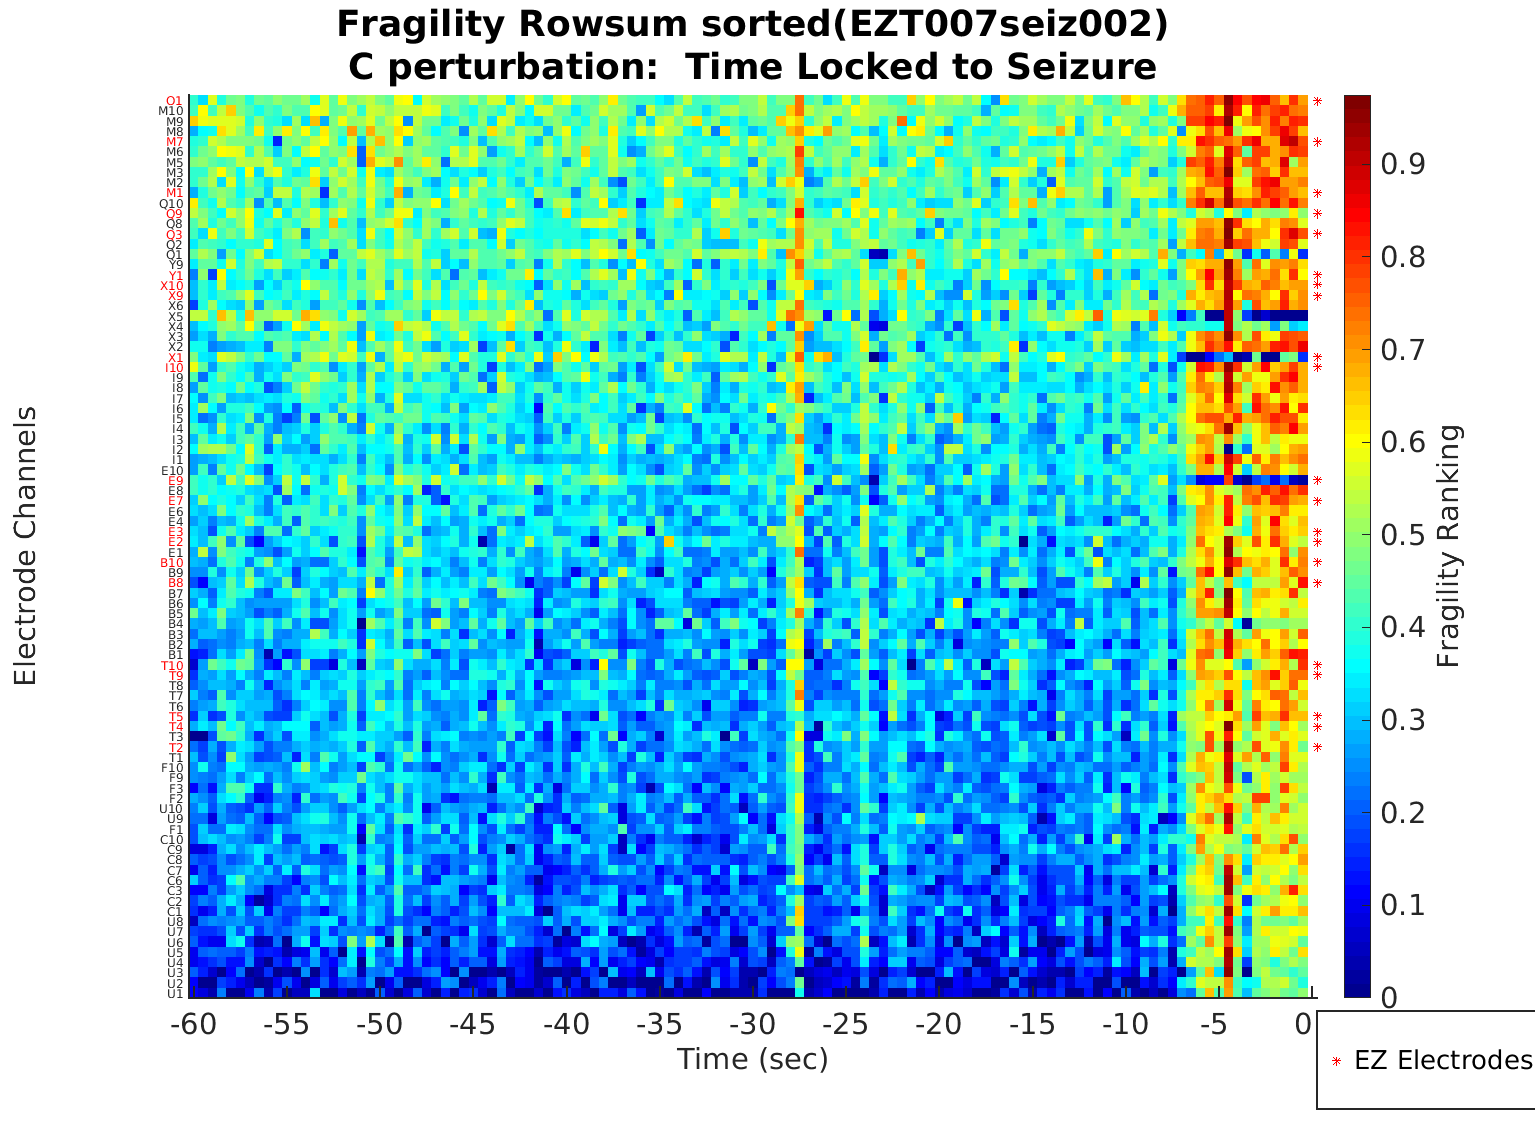 Fragility Rowsum sorted(EZT007seiz002)
C perturbation:  Time Locked to Seizure
Electrode Channels
O1
M10
M9
M8
M7
M6
M5
M3
M2
M1
Q10
Q9
Q8
Q3
Q2
Q1
Y9
Y1
X10
X9
X6
X5
X4
X3
X2
X1
I10
I9
I8
I7
I6
I5
I4
I3
I2
I1
E10
E9
E8
E7
E6
E4
E3
E2
E1
B10
B9
B8
B7
B6
B5
B4
B3
B2
B1
T10
T9
T8
T7
T6
T5
T4
T3
T2
T1
F10
F9
F3
F2
U10
U9
F1
C10
C9
C8
C7
C6
C3
C2
C1
U8
U7
U6
U5
U4
U3
U2
U1
-60 -55 -50 -45 -40 -35 -30 -25 -20 -15 -10 -5 0
Time (sec)
0.9
0.8
0.7
0.6
0.5
0.4
0.3
0.2
0.1
0
Fragility Ranking
EZ Electrodes